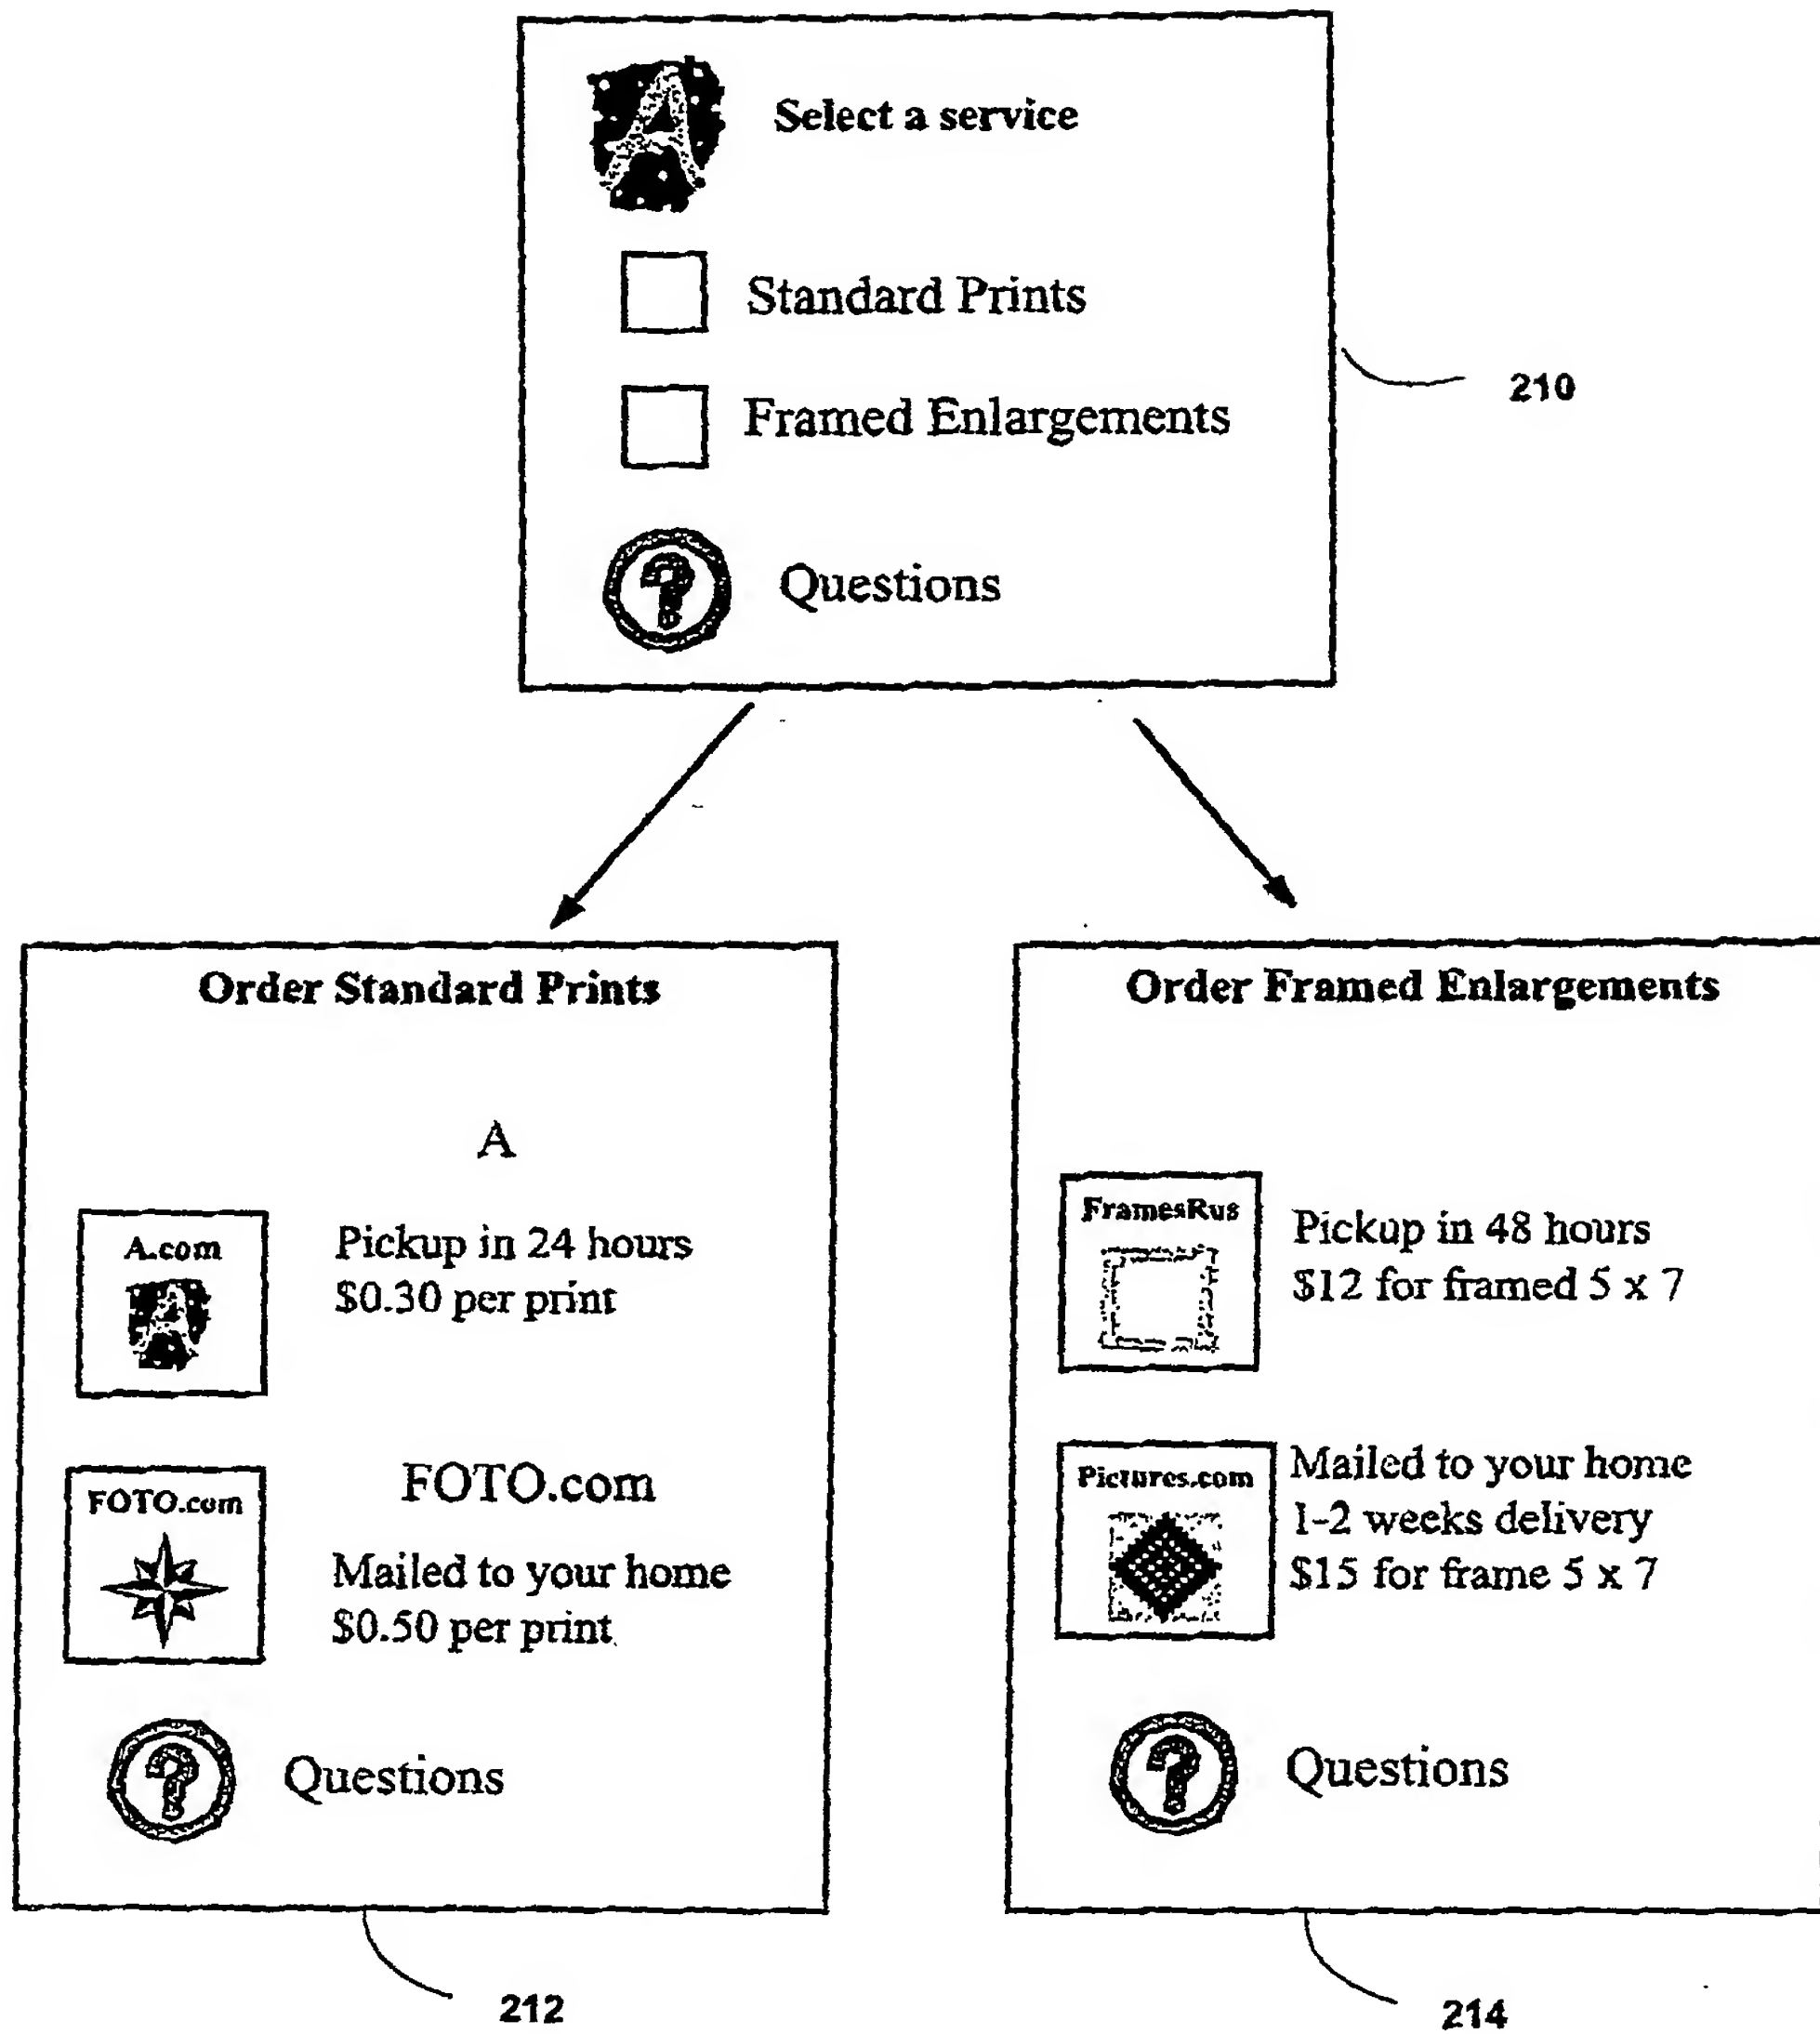 Select a service
Standard Prints
Framed Enlargements
? Questions
210
Order Standard Prints
A
A.com
A
Pickup in 24 hours
$0.30 per print
FOTO.com
FOTO.com
Mailed to your home
$0.50 per print
? Questions
212
Order Framed Enlargements
FramesRus
Pickup in 48 hours
$12 for framed 5 x 7
Pictures.com
Mailed to your home
1-2 weeks delivery
$15 for frame 5 x 7
? Questions
214